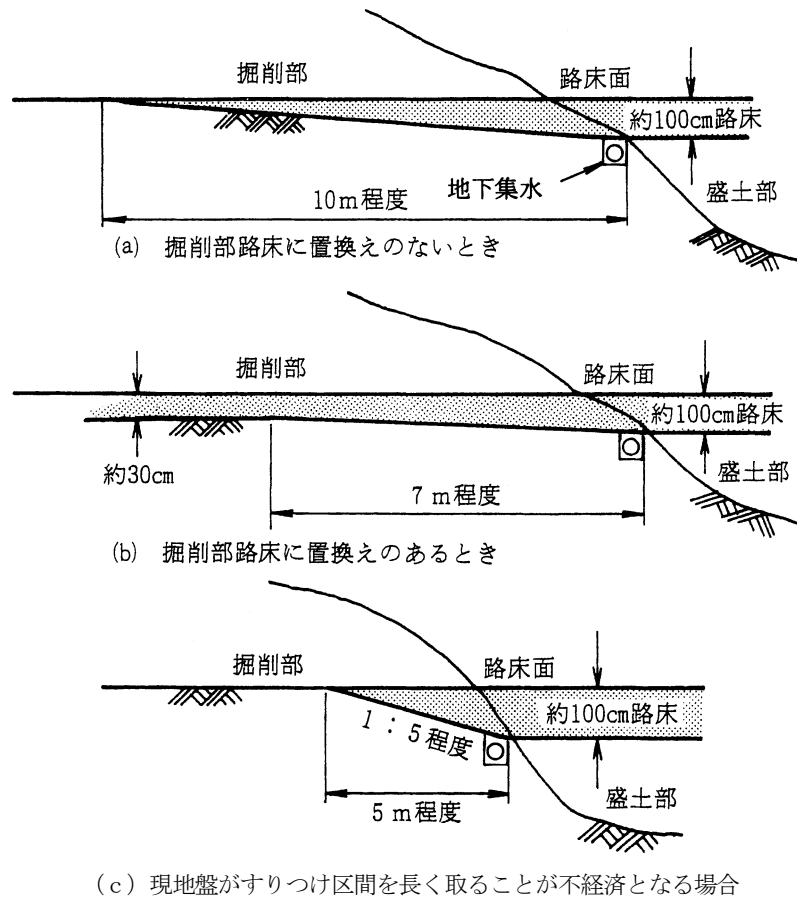 掘削部
路床面
約100cm路床
地下集水
盛土部
10m程度
(a) 掘削部路床に置換えのないとき
掘削部
路床面
約100cm路床
約30cm
盛土部
7m程度
(b) 掘削部路床に置換えのあるとき
掘削部
路床面
約100cm路床
1:5程度
盛土部
5m程度
(c)現地盤がすりつけ区間を長く取ることが不経済となる場合